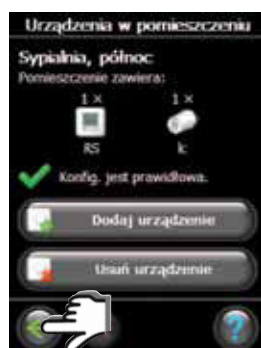 Urządzenia w pomieszczeniu
Sypialnia, północ
Pomieszczenie zawiera:
1 × 1 ×
RS k
Konfig. jest prawidłowa.
Dodaj urządzenie
Usuń urządzenie
?